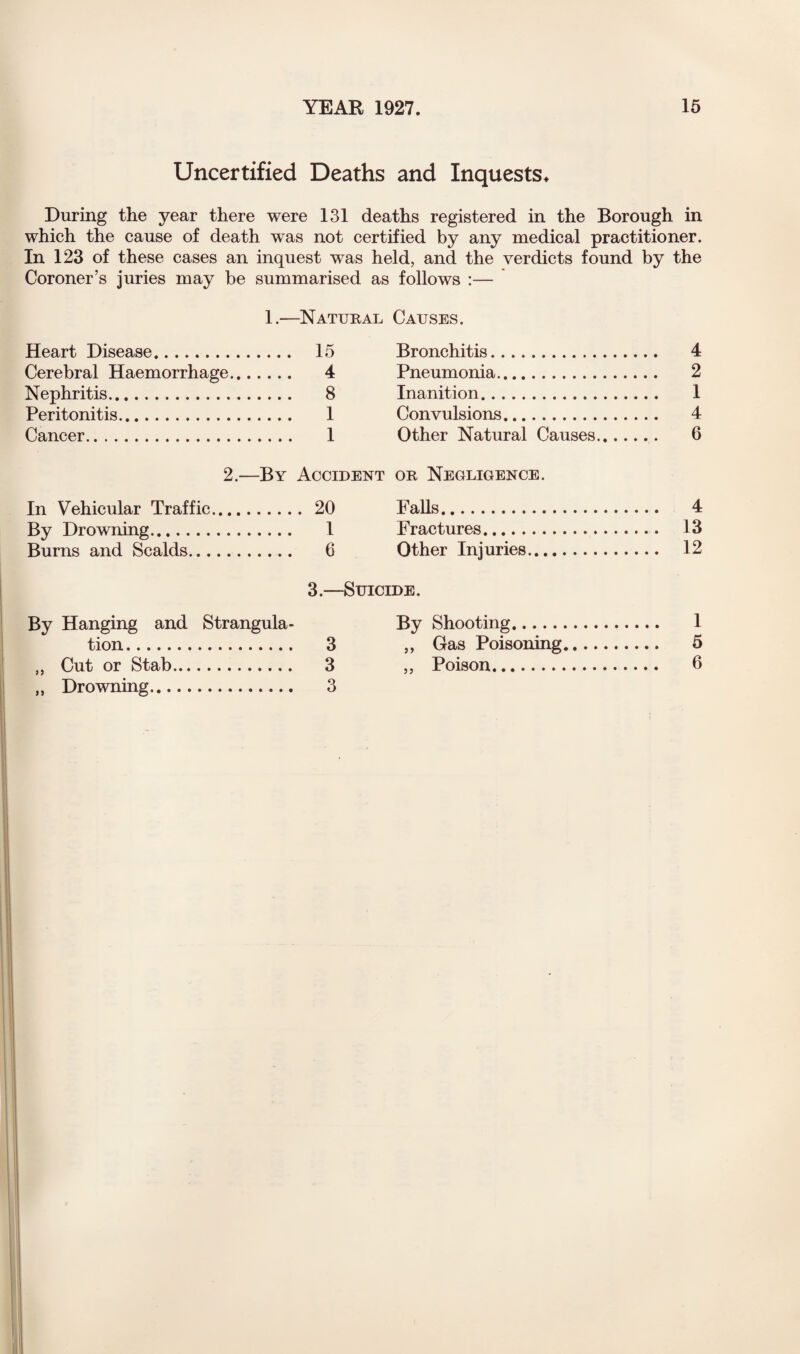 YEAR 1927. 15
Uncertified Deaths and Inquests.
During the year there were 131 deaths registered in the Borough in
which the cause of death was not certified by any medical practitioner.
In 123 of these cases an inquest was held, and the verdicts found by the
Coroner's juries may be summarised as follows :—
1.—Natural Causes.
Heart Disease.............. 15 Bronchitis.................. 4
Cerebral Haemorrhage........ 4 Pneumonia.................. 2
Nephritis.................. 8 Inanition.................. 1
Peritonitis.................. 1 Convulsions................ 4
Cancer.................... 1 Other Natural Causes........ 6
2.—By Accident or Negligence.
In Vehicular Traffic.......... 20 Falls...................... 4
By Drowning................ 1 Fractures.................. 13
Burns and Scalds............ 6 Other Injuries.............. 12
3.—Suicide.
By Hanging and Strangula- By Shooting................ 1
tion.................. 3 ,, Gas Poisoning.......... 5
,, Cut or Stab.............. 3 ,, Poison.................. 6
,, Drowning................ 3